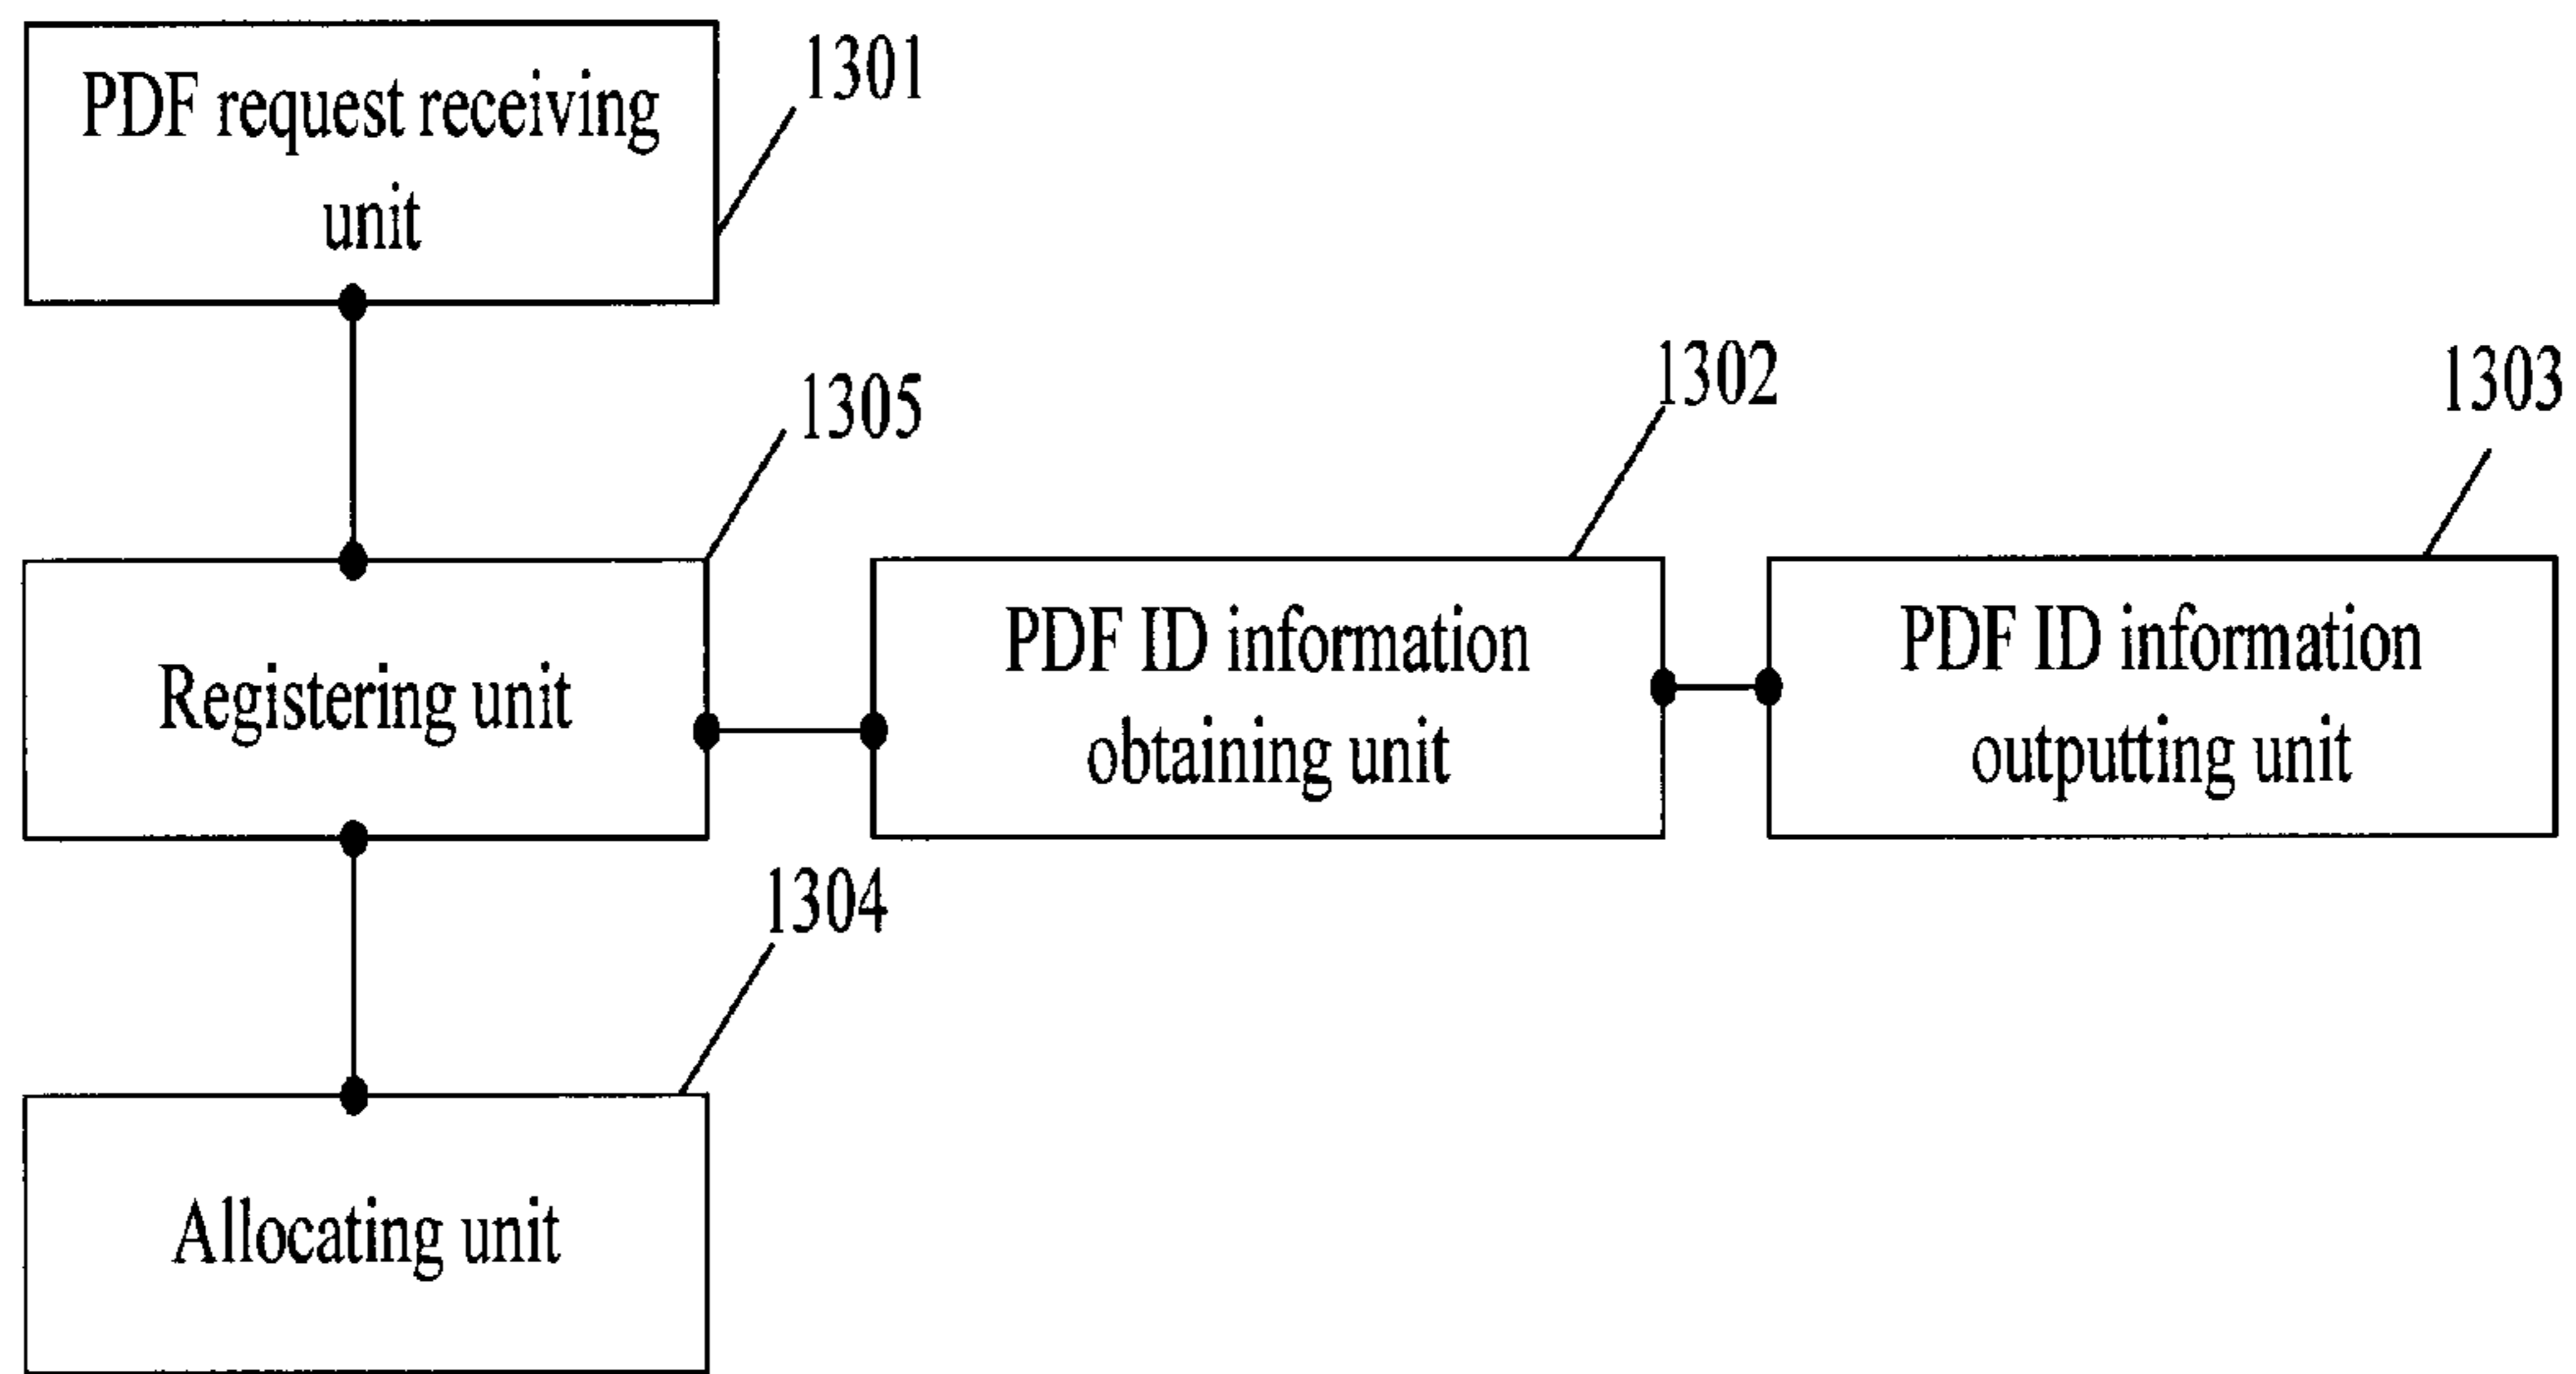 PDF request receiving
unit
1301
1305
1302
1303
Registering unit
PDF ID information
obtaining unit
PDF ID information
outputting unit
1304
Allocating unit